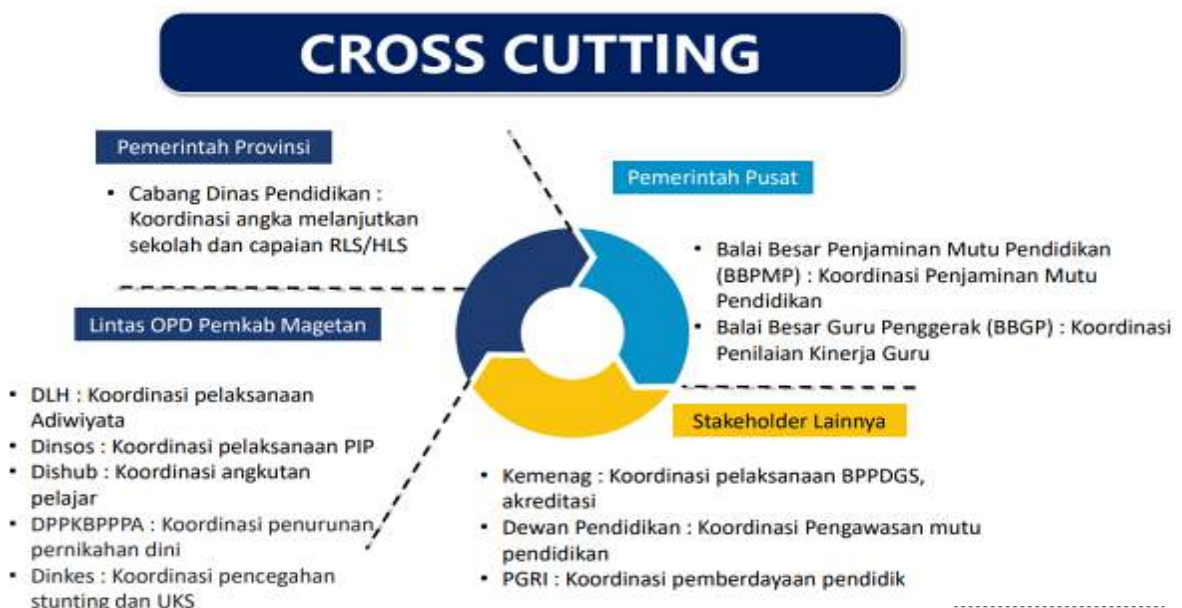 CROSS CUTTING
Pemerintah Provinsi
• Cabang Dinas Pendidikan :
Koordinasi angka melanjutkan
sekolah dan capaian RLS/HLS
Pemerintah Pusat
• Balai Besar Penjaminan Mutu Pendidikan
(BBPMP) : Koordinasi Penjaminan Mutu
Pendidikan
• Balai Besar Guru Penggerak (BBGP) : Koordinasi
Penilaian Kinerja Guru
Lintas OPD Pemkab Magetan
• DLH : Koordinasi pelaksanaan
Adiwiyata
• Dinsos : Koordinasi pelaksanaan PIP
• Dishub : Koordinasi angkutan
pelajar
• DPPKBPPPA : Koordinasi penurunan
pernikahan dini
• Dinkes : Koordinasi pencegahan
stunting dan UKS
Stakeholder Lainnya
• Kemenag : Koordinasi pelaksanaan BPPDGS,
akreditasi
• Dewan Pendidikan : Koordinasi Pengawasan mutu
pendidikan
• PGRI : Koordinasi pemberdayaan pendidik